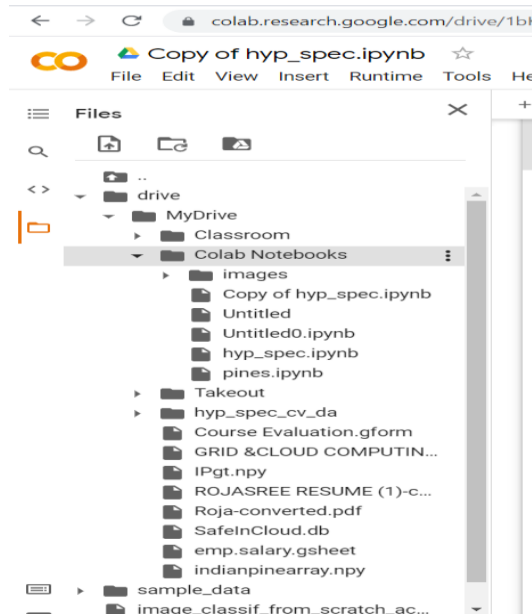 colab.research.google.com/drive/1b
CO Copy of hyp_spec.ipynb
File Edit View Insert Runtime Tools He
Files
..
drive
MyDrive
Classroom
Colab Notebooks
images
Copy of hyp_spec.ipynb
Untitled
Untitled0.ipynb
hyp_spec.ipynb
pines.ipynb
Takeout
hyp_spec_cv_da
Course Evaluation.gform
GRID &CLOUD COMPUTIN...
IPgt.npy
ROJASREE RESUME (1)-c...
Roja-converted.pdf
SafeInCloud.db
emp.salary.gsheet
indianpinearray.npy
sample_data
image_classif_from_scratch_ac...